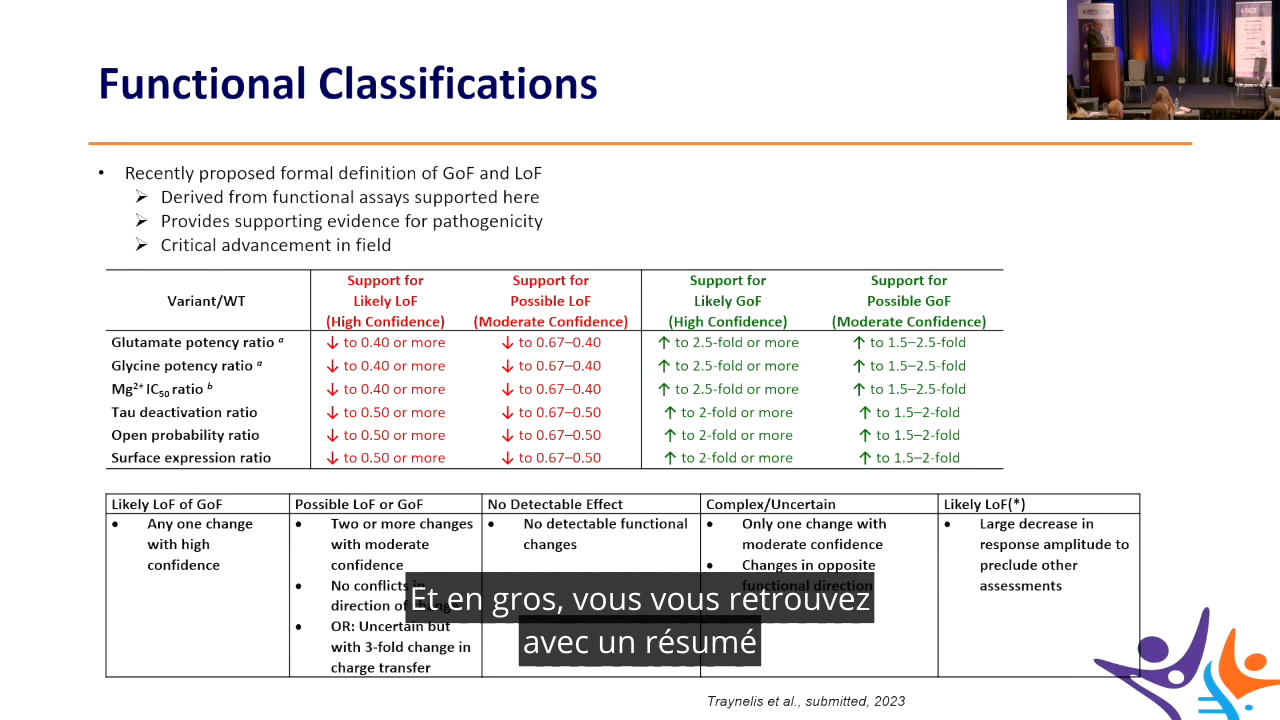 Functional Classifications
• Recently proposed formal definition of GoF and LoF
➢ Derived from functional assays supported here
➢ Provides supporting evidence for pathogenicity
➢ Critical advancement in field
Variant/WT
Support for
Likely LoF
(High Confidence)
Support for
Possible LoF
(Moderate Confidence)
Support for
Likely GoF
(High Confidence)
Support for
Possible GoF
(Moderate Confidence)
Glutamate potency ratio a ↓ to 0.40 or more ↓ to 0.67–0.40 ↑ to 2.5-fold or more ↑ to 1.5–2.5-fold
Glycine potency ratio a ↓ to 0.40 or more ↓ to 0.67–0.40 ↑ to 2.5-fold or more ↑ to 1.5–2.5-fold
Mg2+ IC50 ratio b ↓ to 0.40 or more ↓ to 0.67–0.40 ↑ to 2.5-fold or more ↑ to 1.5–2.5-fold
Tau deactivation ratio ↓ to 0.50 or more ↓ to 0.67–0.50 ↑ to 2-fold or more ↑ to 1.5–2-fold
Open probability ratio ↓ to 0.50 or more ↓ to 0.67–0.50 ↑ to 2-fold or more ↑ to 1.5–2-fold
Surface expression ratio ↓ to 0.50 or more ↓ to 0.67–0.50 ↑ to 2-fold or more ↑ to 1.5–2-fold
Likely LoF of GoF
• Any one change
with high
confidence
Possible LoF or GoF
• Two or more changes
with moderate
confidence
• No conflicts in
direction of change
• OR: Uncertain but
with 3-fold change in
charge transfer
No Detectable Effect
• No detectable functional
changes
Complex/Uncertain
• Only one change with
moderate confidence
• Changes in opposite
functional direction
Likely LoF(*)
• Large decrease in
response amplitude to
preclude other
assessments
Et en gros, vous vous retrouvez
avec un résumé
Traynelis et al., submitted, 2023